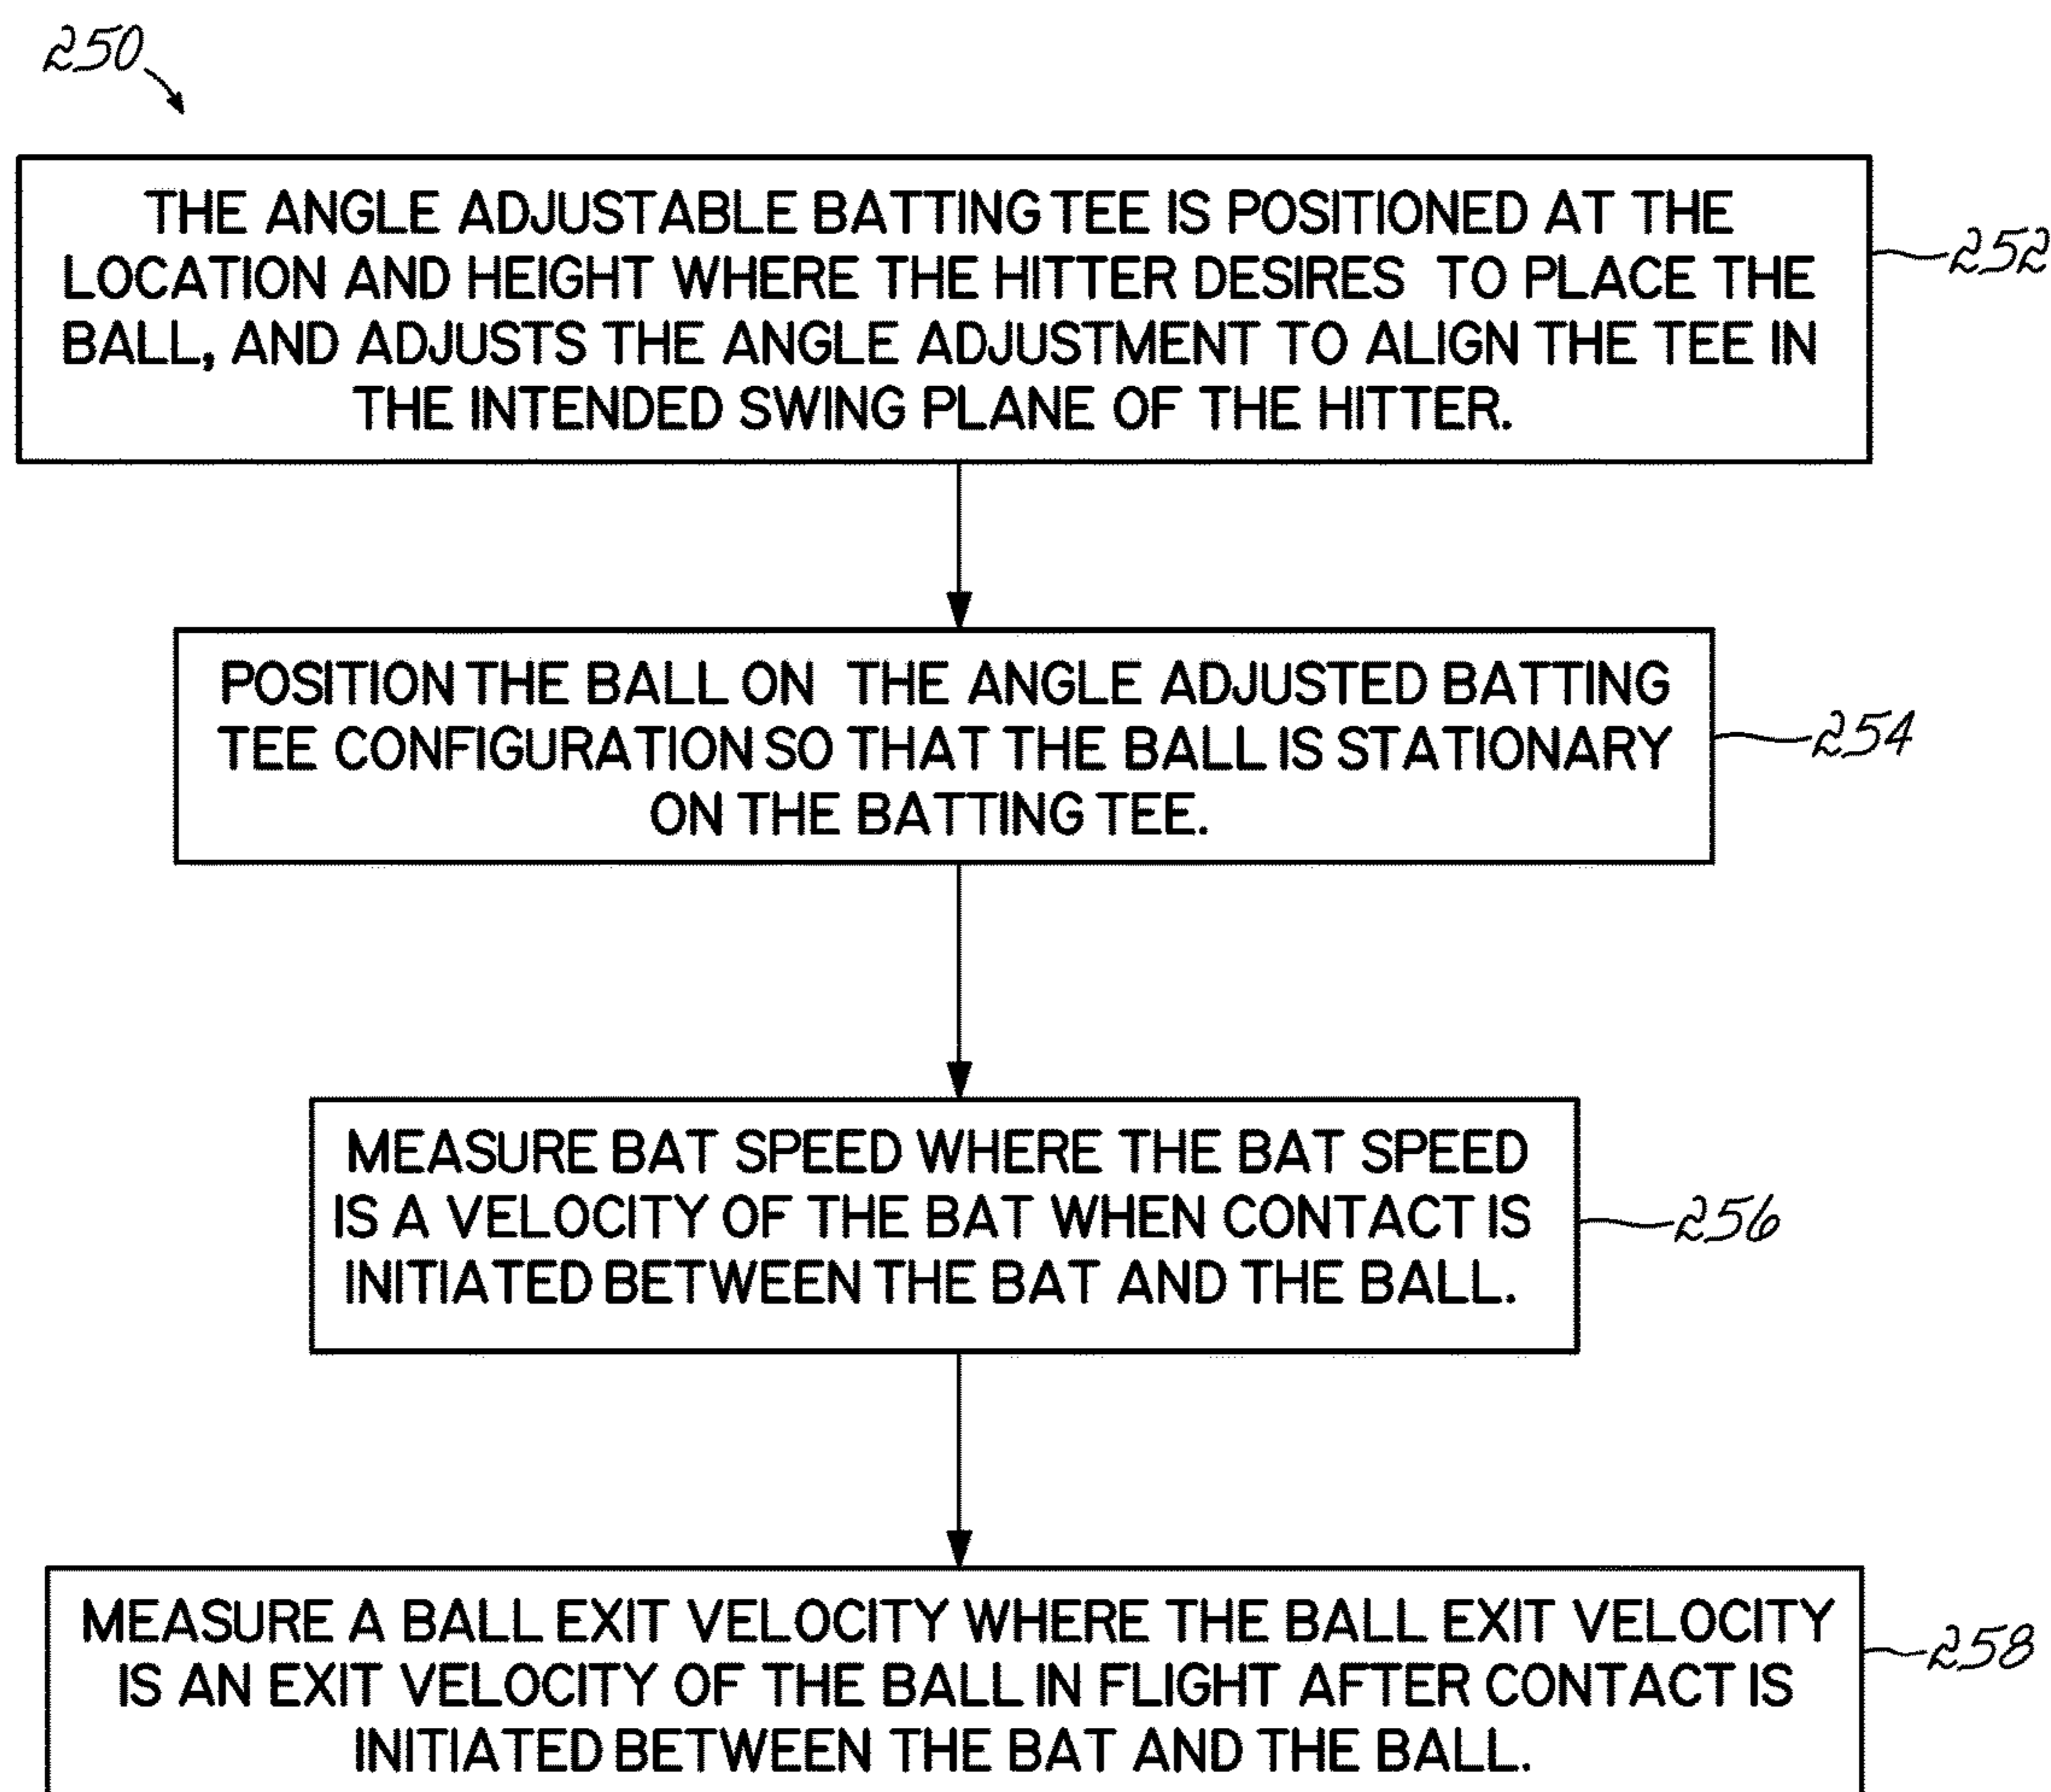 250
THE ANGLE ADJUSTABLE BATTING TEE IS POSITIONED AT THE
LOCATION AND HEIGHT WHERE THE HITTER DESIRES TO PLACE THE
BALL, AND ADJUSTS THE ANGLE ADJUSTMENT TO ALIGN THE TEE IN
THE INTENDED SWING PLANE OF THE HITTER.
252
POSITION THE BALL ON THE ANGLE ADJUSTED BATTING
TEE CONFIGURATION SO THAT THE BALL IS STATIONARY
ON THE BATTING TEE.
254
MEASURE BAT SPEED WHERE THE BAT SPEED
IS A VELOCITY OF THE BAT WHEN CONTACT IS
INITIATED BETWEEN THE BAT AND THE BALL.
256
MEASURE A BALL EXIT VELOCITY WHERE THE BALL EXIT VELOCITY
IS AN EXIT VELOCITY OF THE BALL IN FLIGHT AFTER CONTACT IS
INITIATED BETWEEN THE BAT AND THE BALL.
258